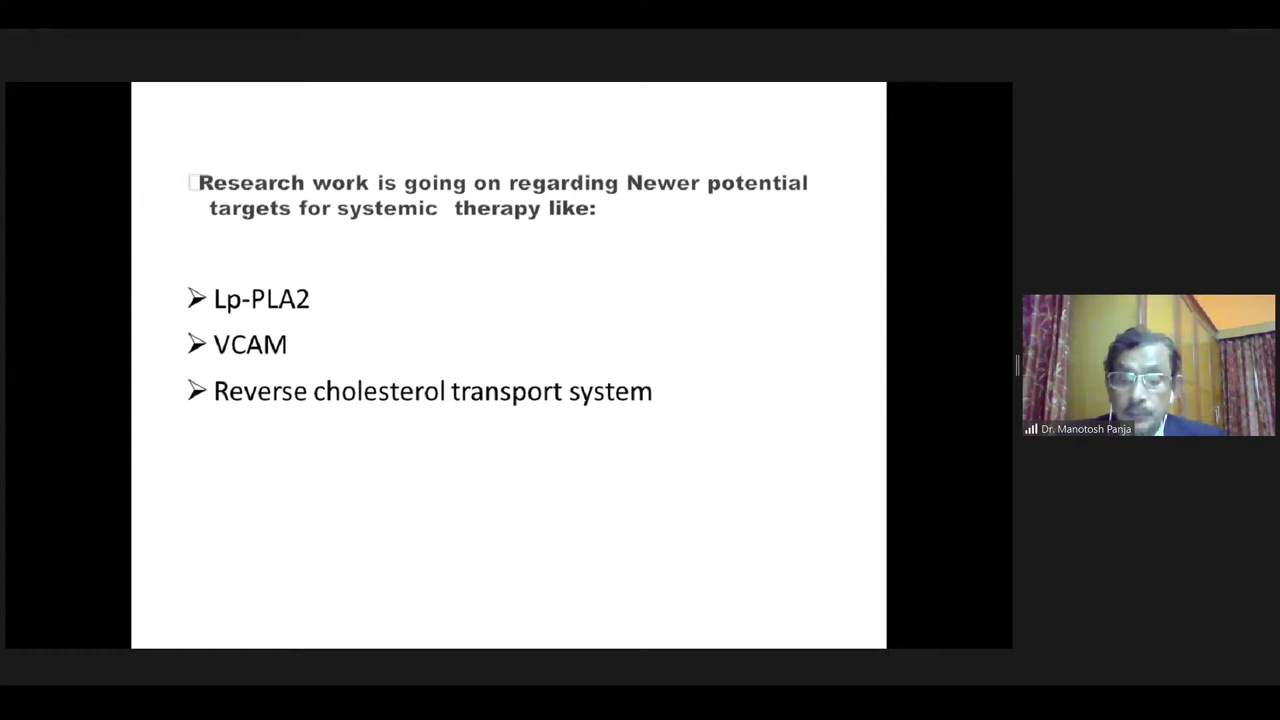 Research work is going on regarding Newer potential
targets for systemic therapy like:
➢ Lp-PLA2
➢ VCAM
➢ Reverse cholesterol transport system
Dr. Manotosh Panja